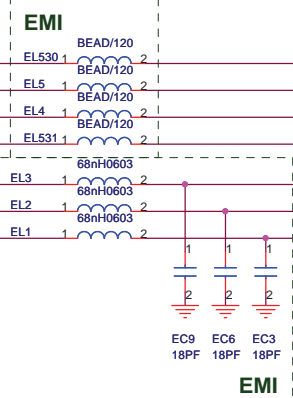 EMI
BEAD/120
EL530 1 2
BEAD/120
EL5 1 2
BEAD/120
EL4 1 2
BEAD/120
EL531 1 2
68nH0603
EL3 1 2
68nH0603
EL2 1 2
68nH0603
EL1 1 2
1 1 1
2 2 2
EC9 EC6 EC3
18PF 18PF 18PF
EMI